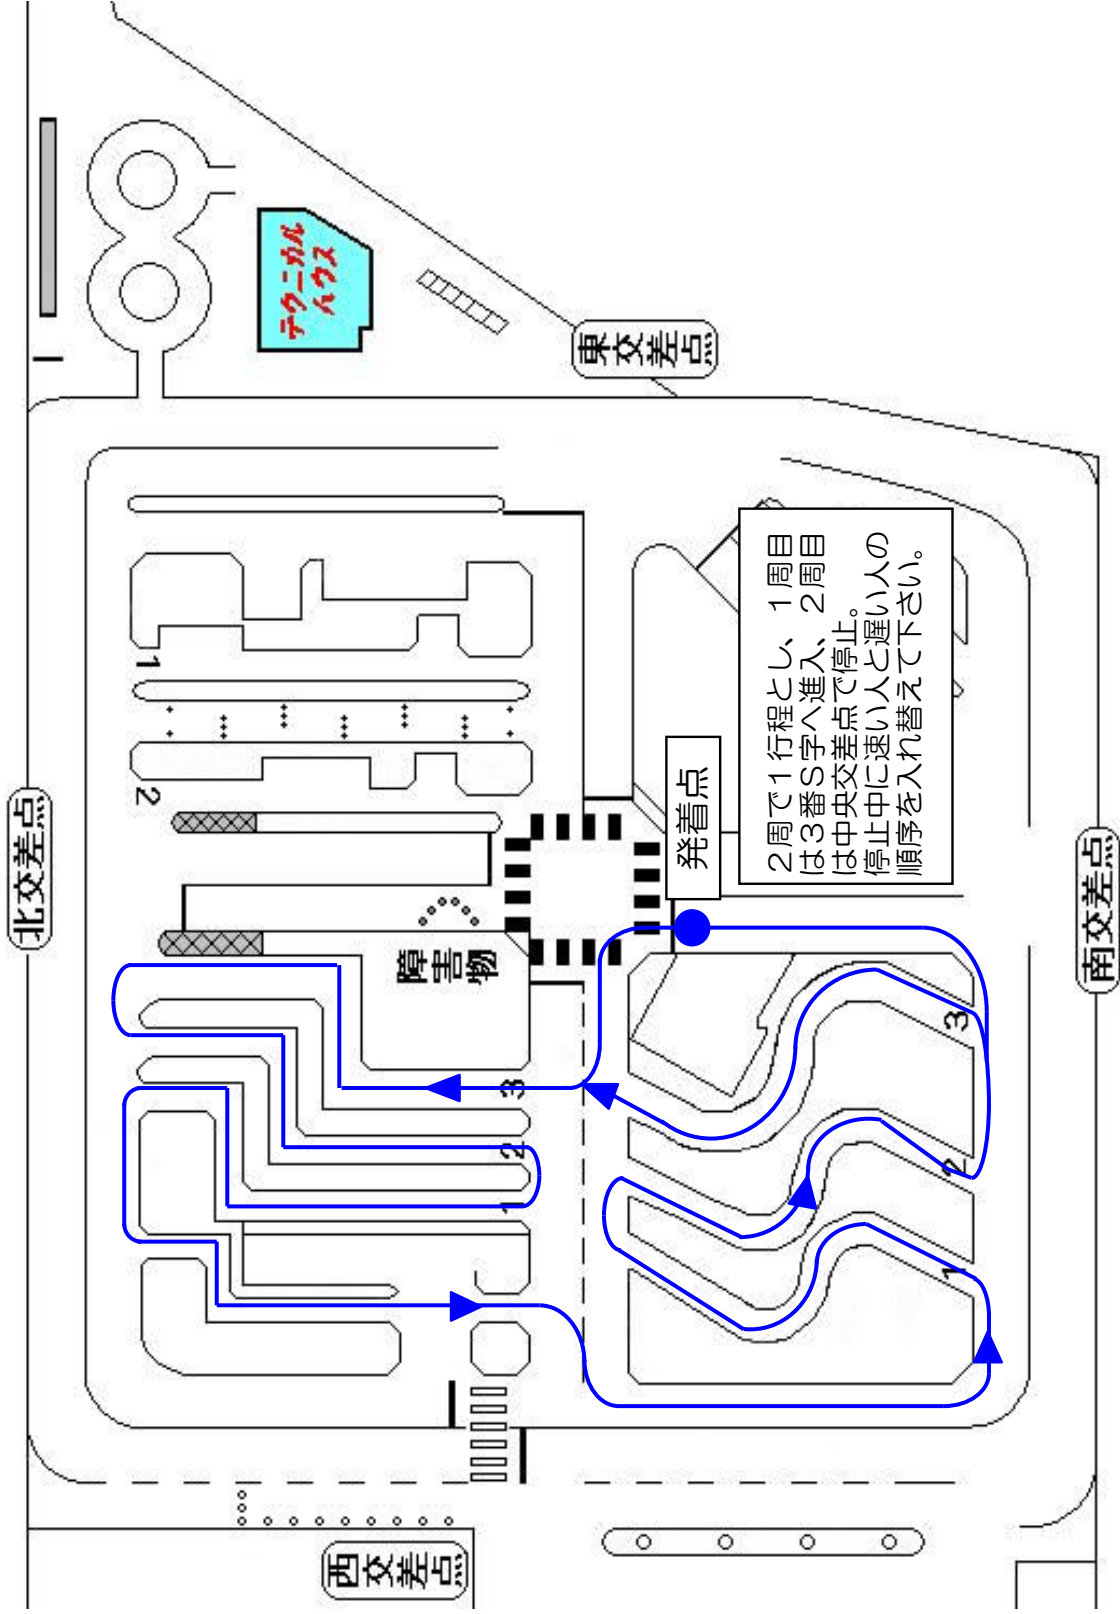 北交差点
テクニカル
ハウス
東交差点
1
2
障害物
3
2
1
発着点
2周で1行程とし、1周目
は3番S字へ進入、2周目
は中央交差点で停止。
停止中に速い人と遅い人の
順序を入れ替えて下さい。
3
2
1
南交差点
西交差点